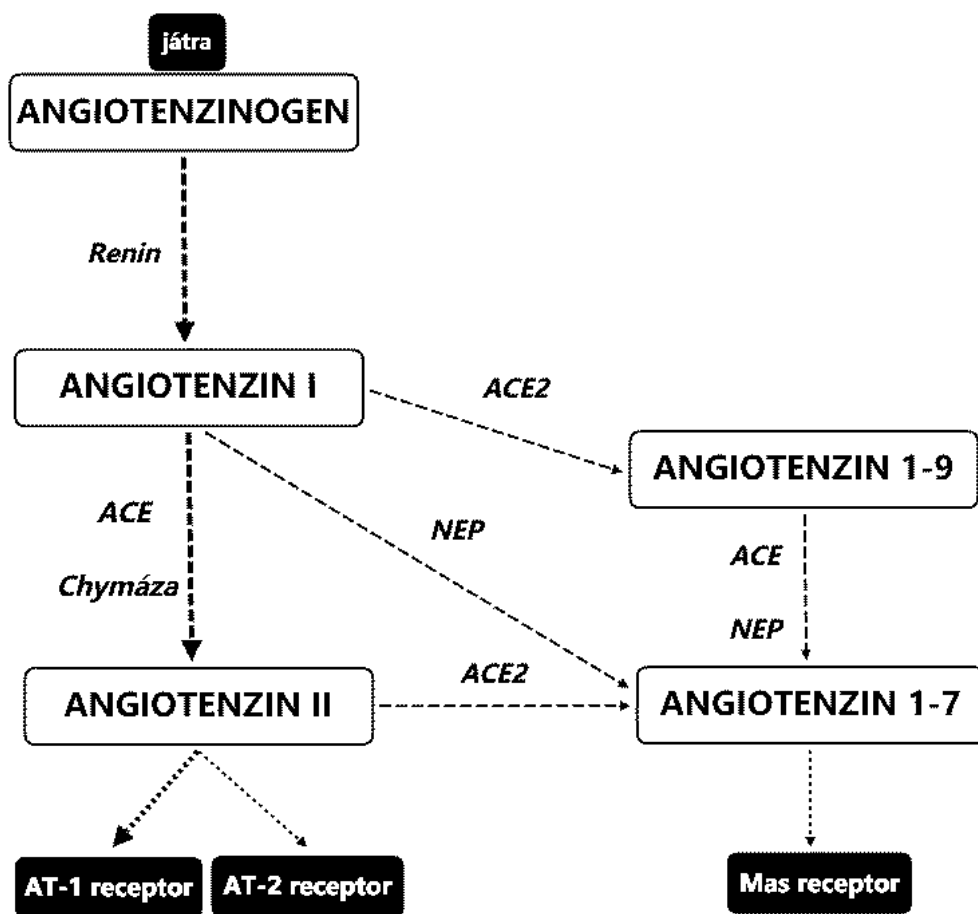 játra
ANGIOTENZINOGEN
Renin
ANGIOTENZIN I
ACE2
ANGIOTENZIN 1-9
ACE
NEP
ACE
Chymáza
NEP
ACE2
ANGIOTENZIN II
ANGIOTENZIN 1-7
AT-1 receptor
AT-2 receptor
Mas receptor